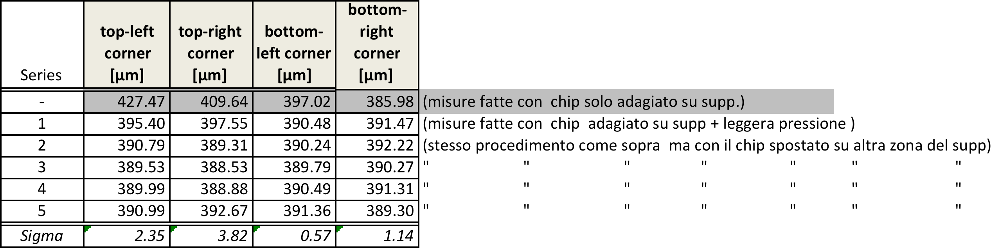 Series top-left corner [µm] top-right corner [µm] bottom-left corner [µm] bottom-right corner [µm]
- 427.47 409.64 397.02 385.98 (misure fatte con chip solo adagiato su supp.)
1 395.40 397.55 390.48 391.47 (misure fatte con chip adagiato su supp + leggera pressione )
2 390.79 389.31 390.24 392.22 (stesso procedimento come sopra ma con il chip spostato su altra zona del supp)
3 389.53 388.53 389.79 390.27 " " " " " " "
4 389.99 388.88 390.49 391.31 " " " " " " "
5 390.99 392.67 391.36 389.30 " " " " " " "
Sigma 2.35 3.82 0.57 1.14